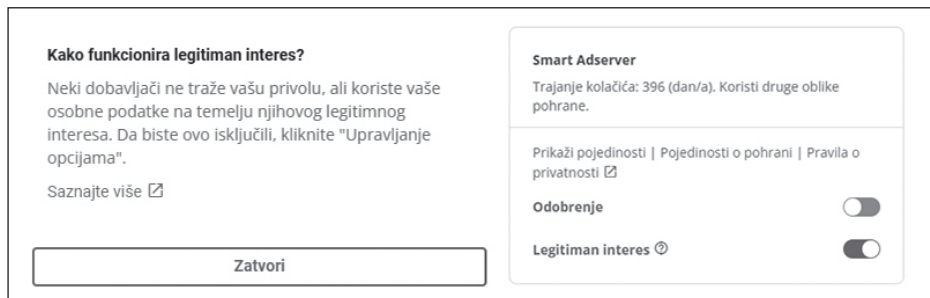 Kako funkcionira legitiman interes?
Neki dobavljači ne traže vašu privolu, ali koriste vaše
osobne podatke na temelju njihovog legitimnog
interesa. Da biste ovo isključili, kliknite "Upravljanje
opcijama".
Saznajte više
Zatvori
Smart Adserver
Trajanje kolačića: 396 (dan/a). Koristi druge oblike
pohrane.
Prikaži pojedinosti | Pojedinosti o pohrani | Pravila o
privatnosti
Odobrenje
Legitiman interes